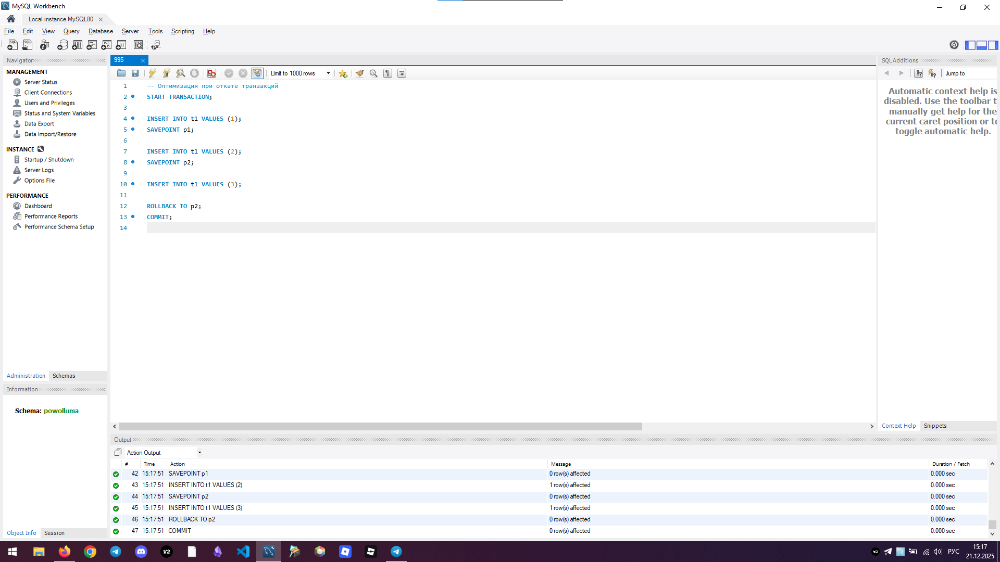 MySQL Workbench
Local instance MySQL80
File Edit View Query Database Server Tools Scripting Help
Navigator
MANAGEMENT
Server Status
Client Connections
Users and Privileges
Status and System Variables
Data Export
Data Import/Restore
INSTANCE
Startup / Shutdown
Server Logs
Options File
PERFORMANCE
Dashboard
Performance Reports
Performance Schema Setup
Administration Schemas
Information
Schema: powolluma
Object Info Session
995
Limit to 1000 rows
1 -- Оптимизация при откате транзакций
2 START TRANSACTION;
3
4 INSERT INTO t1 VALUES (1);
5 SAVEPOINT p1;
6
7 INSERT INTO t1 VALUES (2);
8 SAVEPOINT p2;
9
10 INSERT INTO t1 VALUES (3);
11
12 ROLLBACK TO p2;
13 COMMIT;
14
SQLAdditions
Jump to
Automatic context help is
disabled. Use the toolbar t
manually get help for the
current caret position or to
toggle automatic help.
Context Help Snippets
Output
Action Output
# Time Action Message Duration / Fetch
42 15:17:51 SAVEPOINT p1 0 row(s) affected 0.000 sec
43 15:17:51 INSERT INTO t1 VALUES (2) 1 row(s) affected 0.000 sec
44 15:17:51 SAVEPOINT p2 0 row(s) affected 0.000 sec
45 15:17:51 INSERT INTO t1 VALUES (3) 1 row(s) affected 0.000 sec
46 15:17:51 ROLLBACK TO p2 0 row(s) affected 0.000 sec
47 15:17:51 COMMIT 0 row(s) affected 0.000 sec
V2
V2
РУС
15:17
21.12.2025